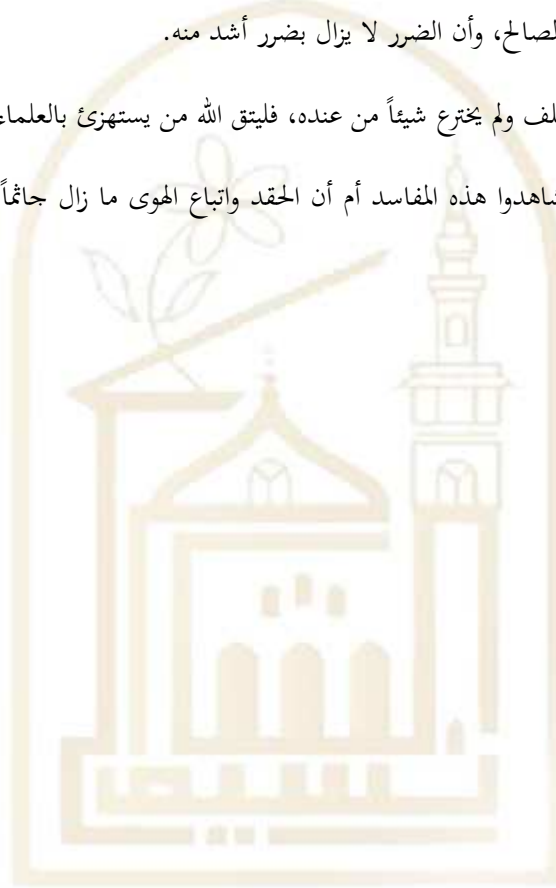 لصالح، وأن الضرر لا يزال بضرر أشد منه.
لف ولم يخترع شيئاً من عنده، فليتق الله من يستهزئ بالعلماء
شاهدوا هذه المفاسد أم أن الحقد واتباع الهوى ما زال جاثماً